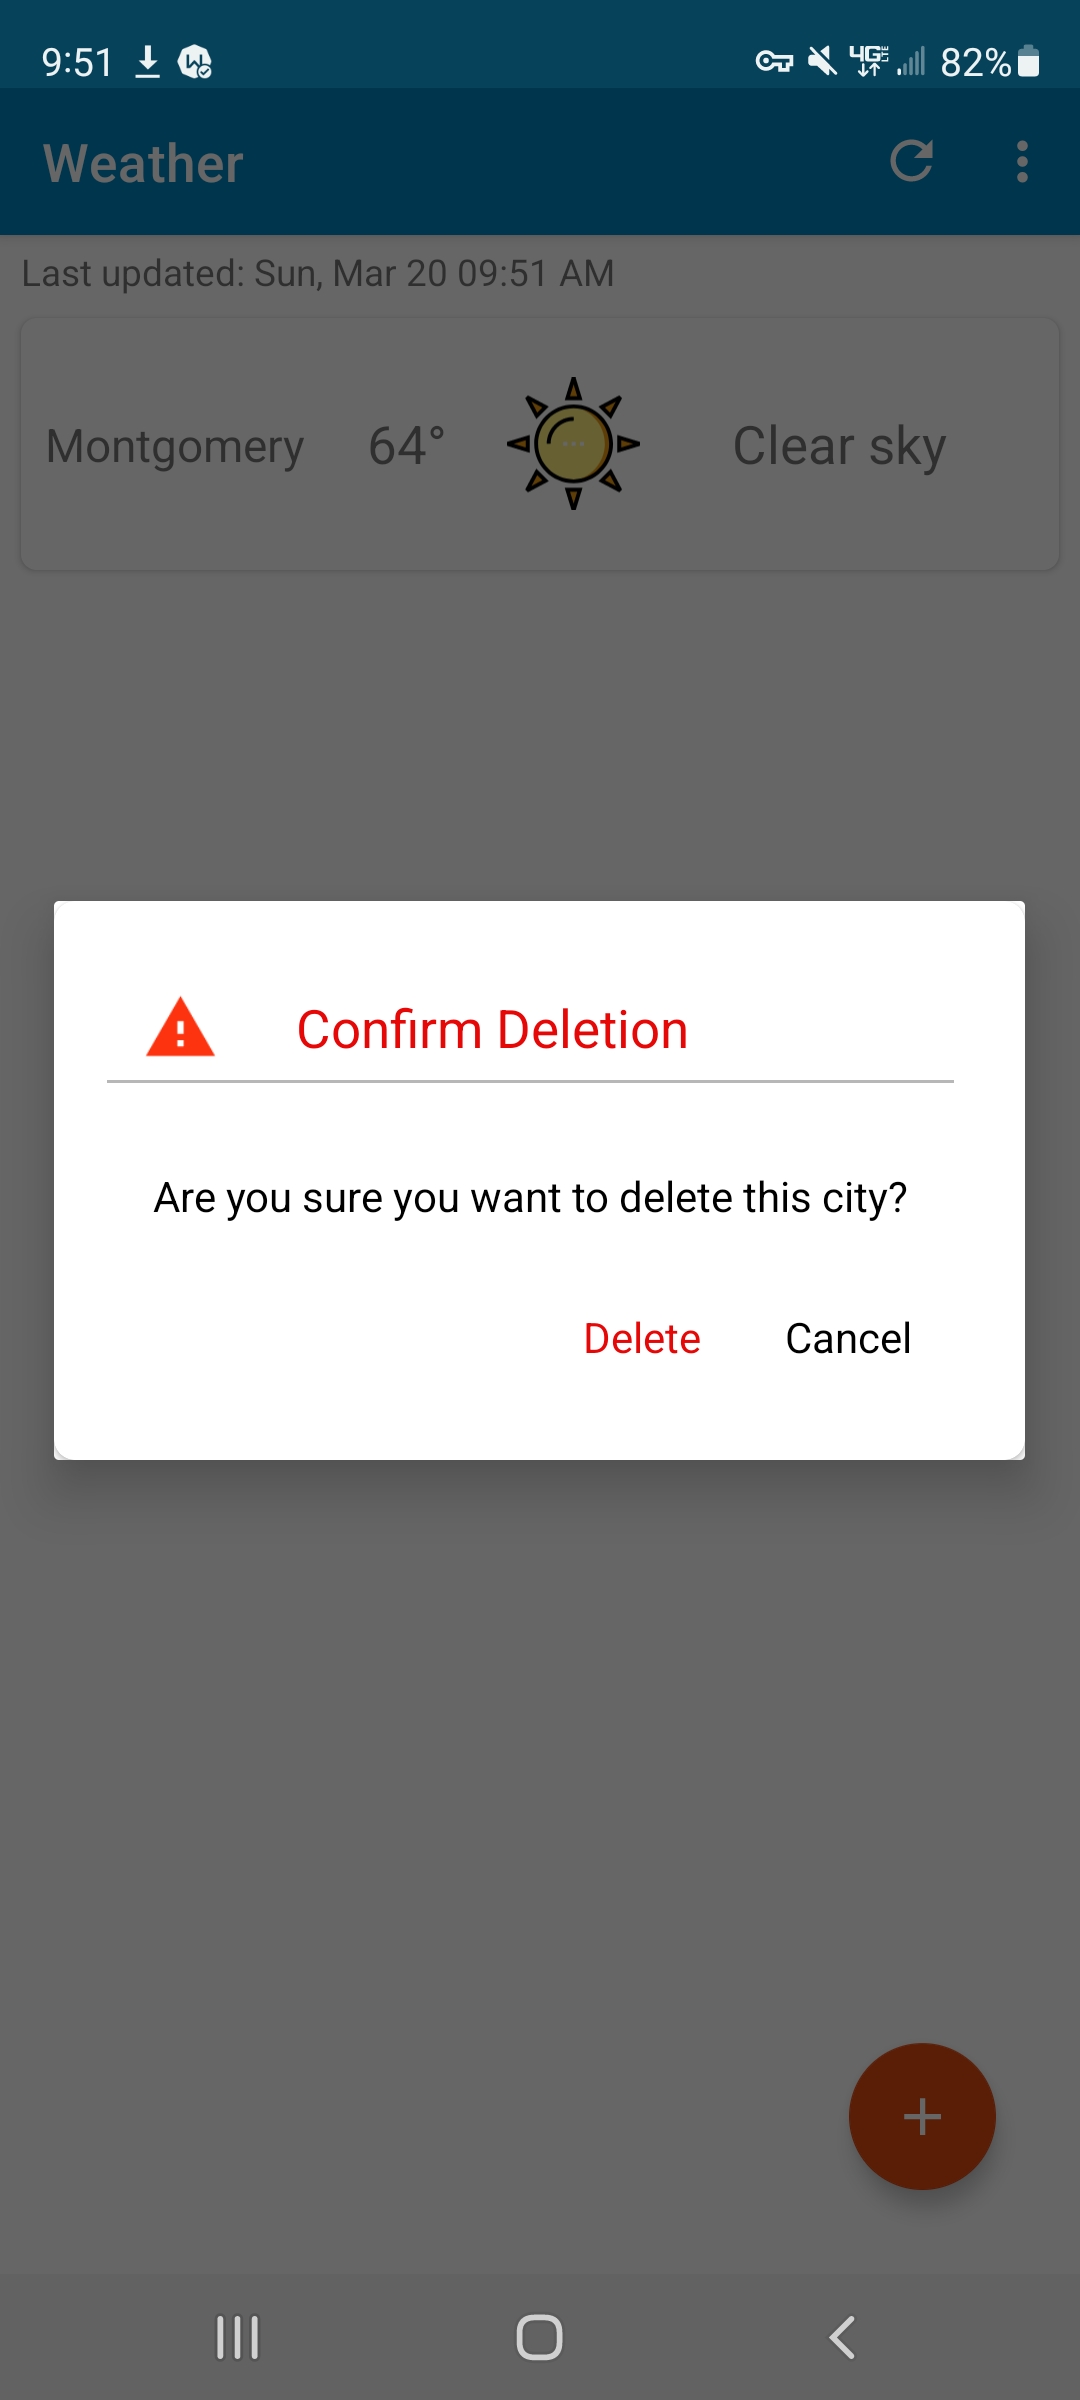 9:51 82%
Weather
Last updated: Sun, Mar 20 09:51 AM
Montgomery 64° Clear sky
Confirm Deletion
Are you sure you want to delete this city?
Delete Cancel